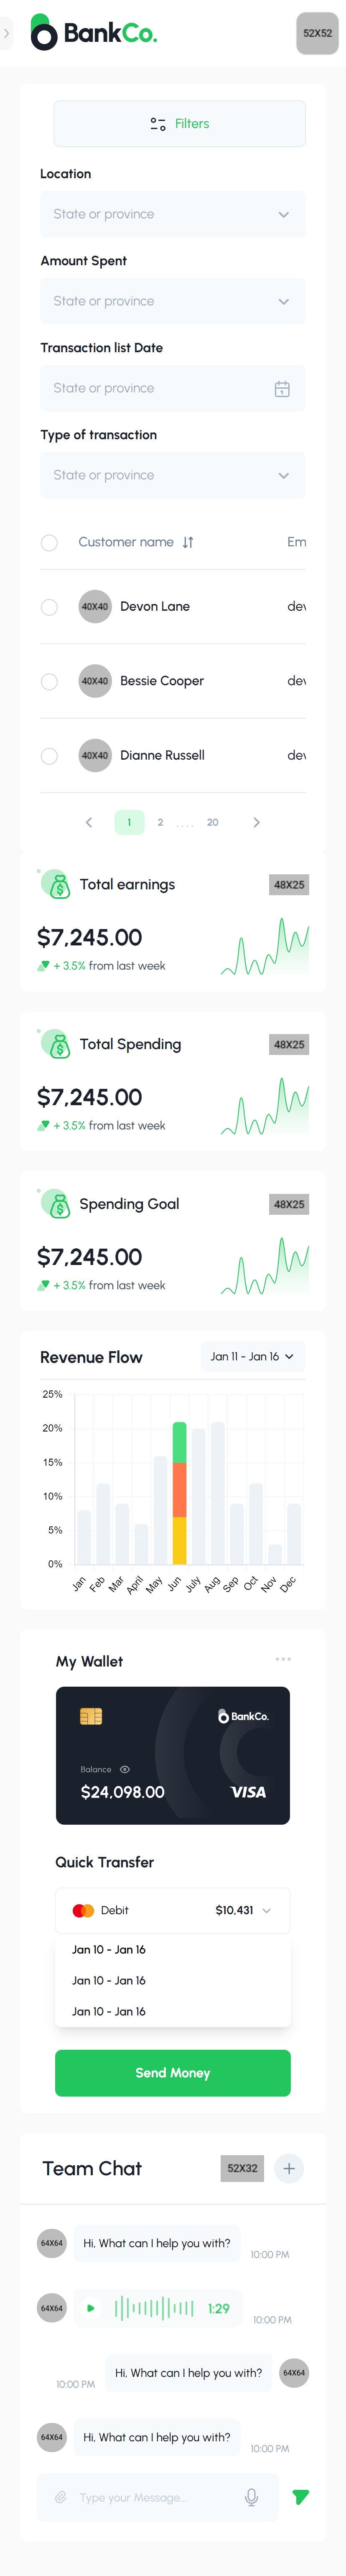 BankCo.
52X52
Filters
Location
State or province
Amount Spent
State or province
Transaction list Date
State or province
Type of transaction
State or province
Customer name Em
40X40 Devon Lane dev
40X40 Bessie Cooper dev
40X40 Dianne Russell dev
1 2 . . . . 20
Total earnings 48X25
$7,245.00
+ 3.5% from last week
Total Spending 48X25
$7,245.00
+ 3.5% from last week
Spending Goal 48X25
$7,245.00
+ 3.5% from last week
Revenue Flow Jan 11 - Jan 16
25%
20%
15%
10%
5%
0%
Jan Feb Mar April May Jun July Aug Sep Oct Nov Dec
My Wallet
BankCo.
Balance
$24,098.00 VISA
Quick Transfer
Debit $10,431
Jan 10 - Jan 16
Jan 10 - Jan 16
Jan 10 - Jan 16
Send Money
Team Chat 52X32
64X64 Hi, What can I help you with? 10:00 PM
64X64 1:29 10:00 PM
10:00 PM Hi, What can I help you with? 64X64
64X64 Hi, What can I help you with? 10:00 PM
Type your Message...